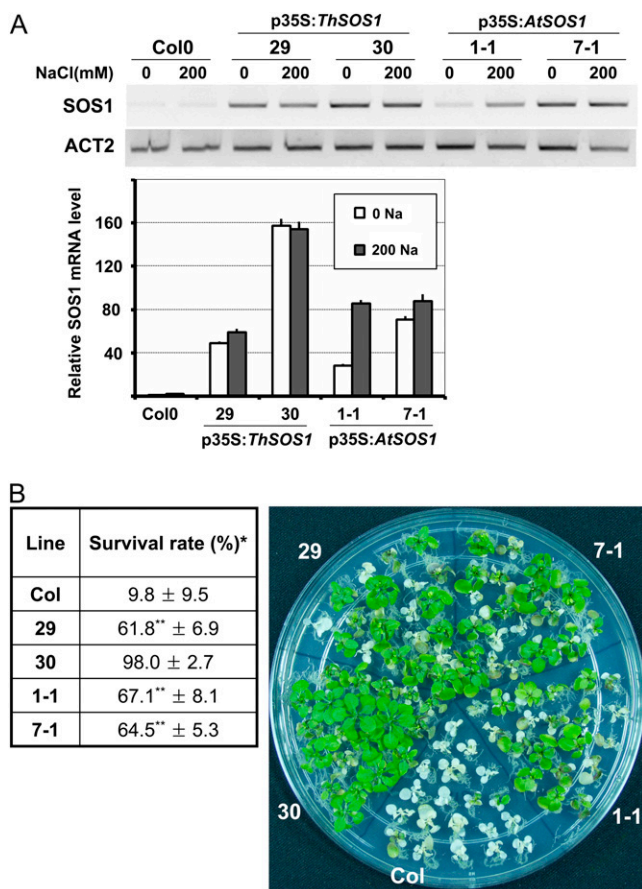 A
p35S:ThSOS1 p35S:AtSOS1
Col0 29 30 1-1 7-1
NaCl(mM) 0 200 0 200 0 200 0 200 0 200
SOS1
ACT2
Relative SOS1 mRNA level
160
120
80
40
0 Na
200 Na
Col0 29 30 1-1 7-1
p35S:ThSOS1 p35S:AtSOS1
B
Line Survival rate (%)*
Col 9.8 ± 9.5
29 61.8** ± 6.9
30 98.0 ± 2.7
1-1 67.1** ± 8.1
7-1 64.5** ± 5.3
29 7-1
30 1-1
Col